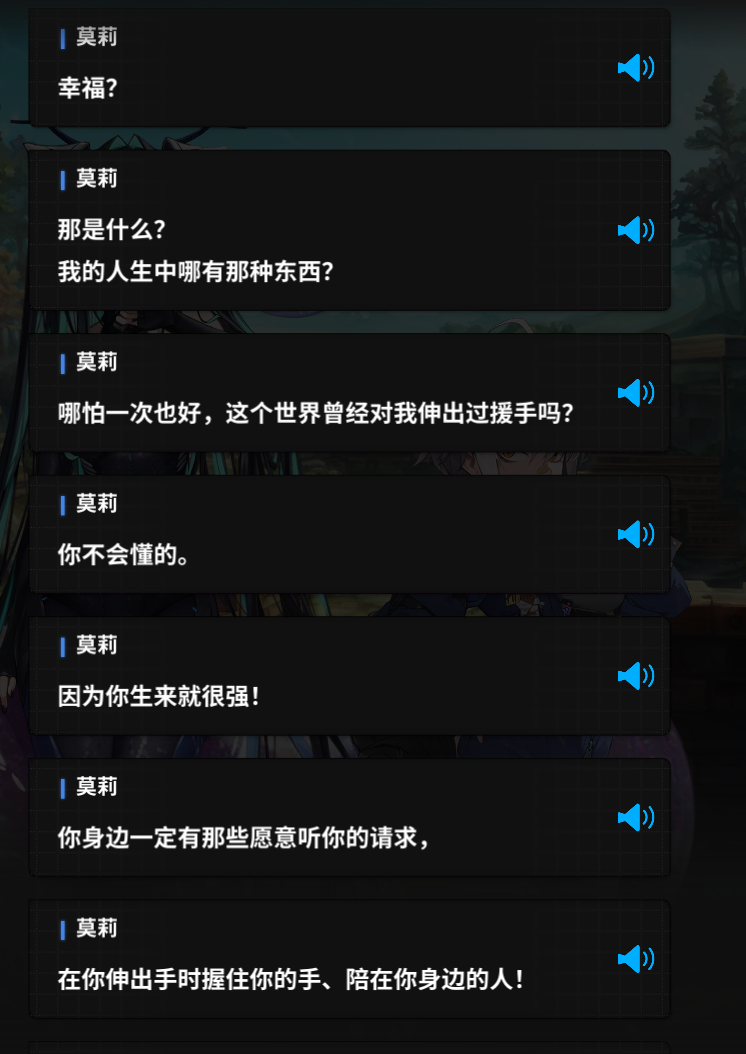 莫莉
幸福？
莫莉
那是什么？
我的人生中哪有那种东西？
莫莉
哪怕一次也好，这个世界曾经对我伸出过援手吗？
莫莉
你不会懂的。
莫莉
因为你生来就很强！
莫莉
你身边一定有那些愿意听你的请求，
莫莉
在你伸出手时握住你的手、陪在你身边的人！